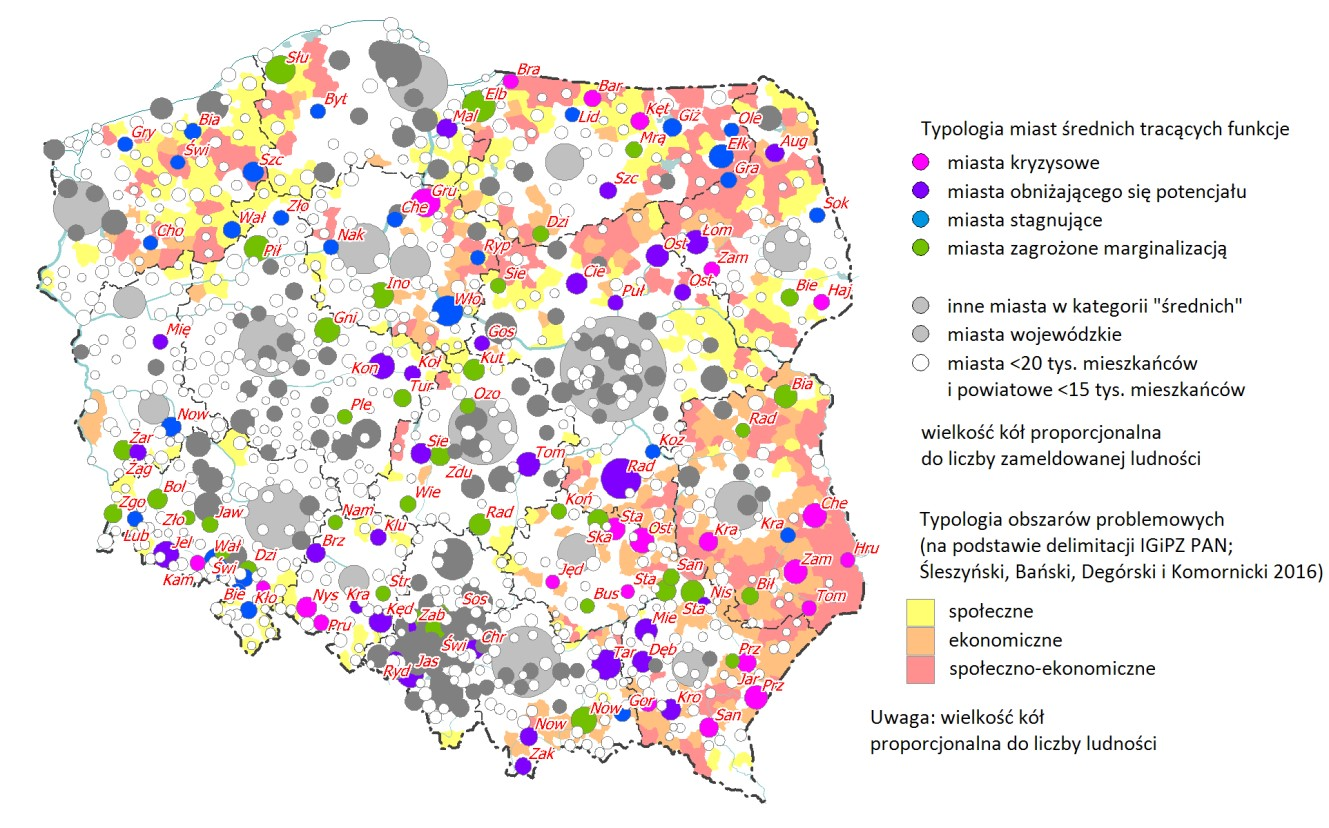 Typologia miast średnich tracących funkcje
miasta kryzysowe
miasta obniżającego się potencjału
miasta stagnujące
miasta zagrożone marginalizacją
inne miasta w kategorii "średnich"
miasta wojewódzkie
miasta <20 tys. mieszkańców
i powiatowe <15 tys. mieszkańców
wielkość kół proporcjonalna
do liczby zameldowanej ludności
Typologia obszarów problemowych
(na podstawie delimitacji IGiPZ PAN;
Śleszyński, Bański, Degórski i Komornicki 2016)
społeczne
ekonomiczne
społeczno-ekonomiczne
Uwaga: wielkość kół
proporcjonalna do liczby ludności
Słu
Bra
Byt
Elb
Bar
Mal
Lid
Kęt
Giż
Ole
Gry
Bia
Mrą
Ełk
Aug
Świ
Szc
Gra
Szc
Gru
Sok
Cho
Wał
Zło
Che
Dzi
Łom
Pił
Nak
Ryp
Ost
Zam
Sie
Cie
Ost
Ino
Puł
Bie
Haj
Wło
Gni
Gos
Mię
Kut
Kon
Koł
Tur
Bia
Ozo
Now
Ple
Rad
Żar
Sie
Koz
Żag
Zdu
Tom
Rad
Bol
Wie
Zgo
Koń
Che
Zło
Jaw
Nam
Rad
Sta
Lub
Klu
Ska
Ost
Kra
Kra
Jel
Wał
Dzi
Brz
Hru
Świ
Jęd
San
Zam
Kam
Nys
Str
Sta
Bie
Kło
Kra
Sos
Bus
Nis
Bił
Tom
Pru
Kęd
Zab
Sta
Mie
Świ
Chr
Ryd
Jas
Tar
Dęb
Prz
Jar
Prz
Now
Gor
Kro
San
Now
Zak